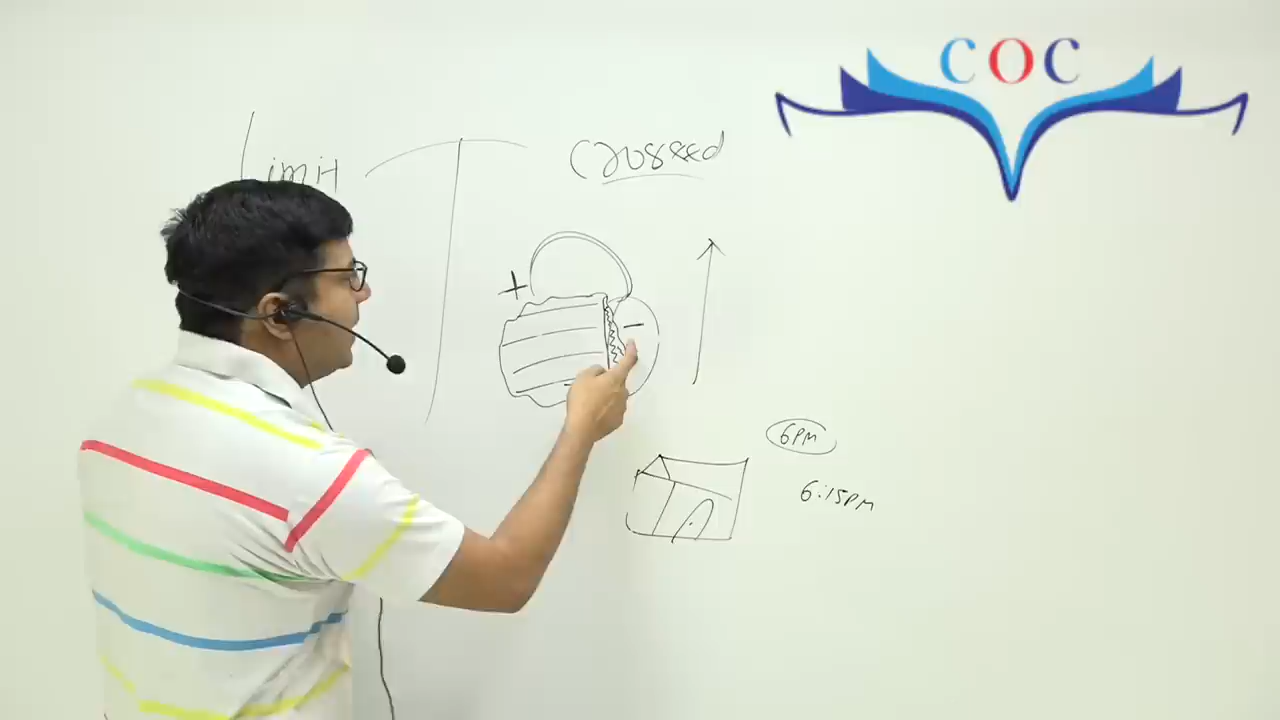 COC
Limit
Crossed
+
-
6PM
6:15PM